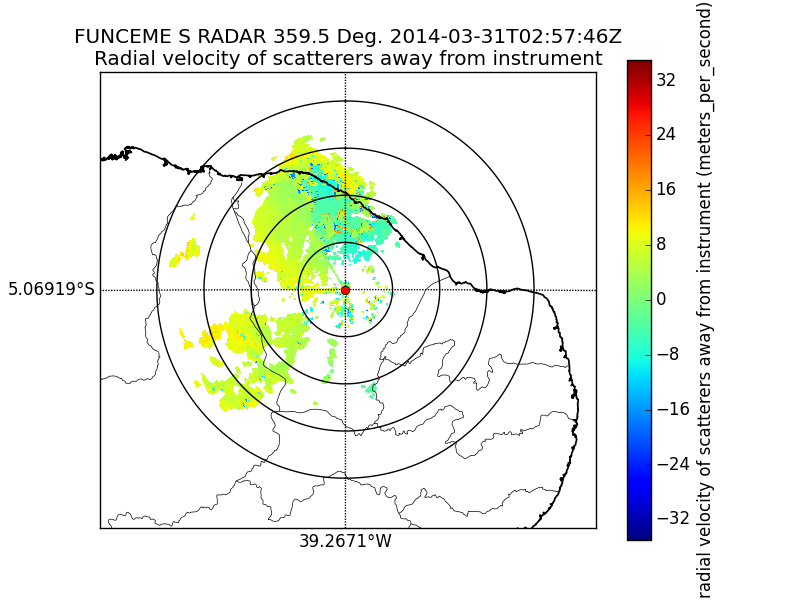 FUNCEME S RADAR 359.5 Deg. 2014-03-31T02:57:46Z
Radial velocity of scatterers away from instrument
5.06919°S
39.2671°W
32
24
16
8
0
−8
−16
−24
−32
radial velocity of scatterers away from instrument (meters_per_second)